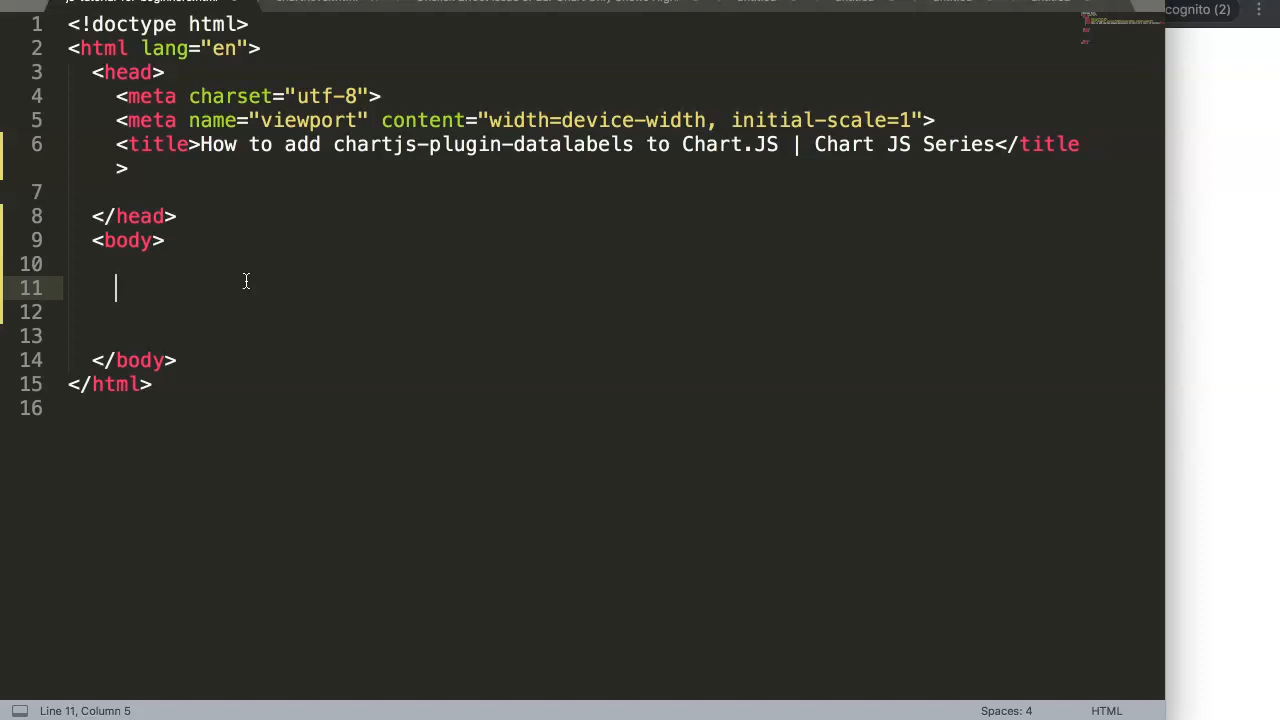 cognito (2)
1 <!doctype html>
2 <html lang="en">
3 <head>
4 <meta charset="utf-8">
5 <meta name="viewport" content="width=device-width, initial-scale=1">
6 <title>How to add chartjs-plugin-datalabels to Chart.JS | Chart JS Series</title
>
7
8 </head>
9 <body>
10
11
12
13
14 </body>
15 </html>
16
Line 11, Column 5 Spaces: 4 HTML